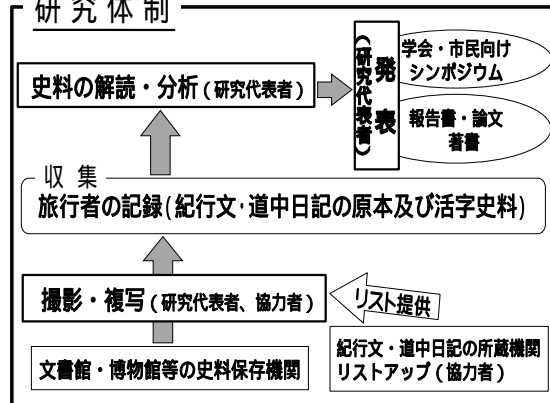 研究体制
史料の解読・分析(研究代表者)
発表
(研究代表者)
学会・市民向け
シンポジウム
報告書・論文
著書
収集
旅行者の記録(紀行文・道中日記の原本及び活字史料)
撮影・複写(研究代表者、協力者)
リスト提供
文書館・博物館等の史料保存機関
紀行文・道中日記の所蔵機関
リストアップ(協力者)